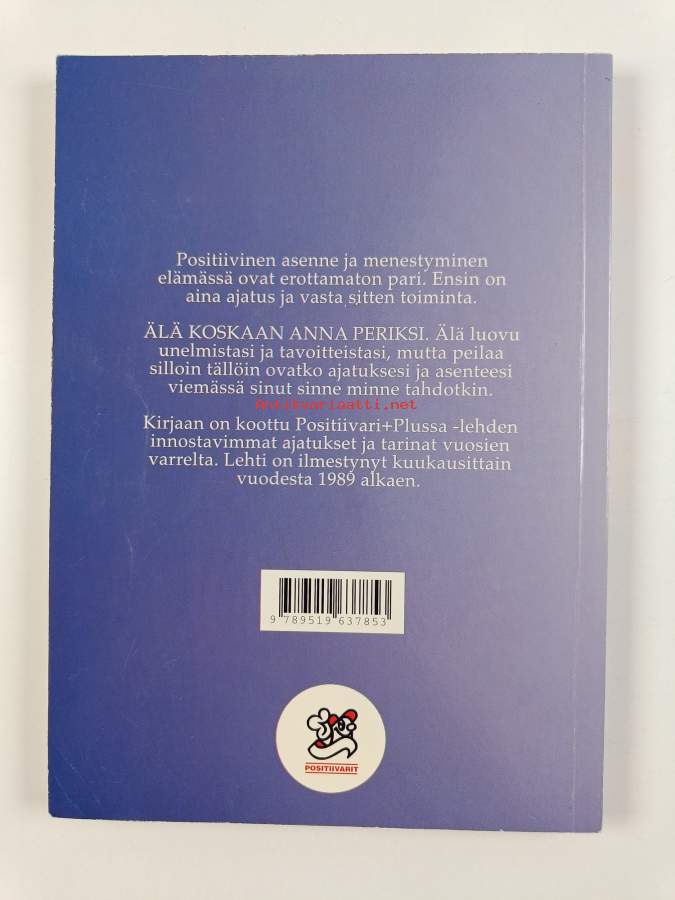 Positiivinen asenne ja menestyminen
elämässä ovat erottamaton pari. Ensin on
aina ajatus ja vasta sitten toiminta.
ÄLÄ KOSKAAN ANNA PERIKSI. Älä luovu
unelmistasi ja tavoitteistasi, mutta peilaa
silloin tällöin ovatko ajatuksesi ja asenteesi
viemässä sinut sinne minne tahdotkin.
Antikvariaatti.net
Kirjaan on koottu Positiivari+Plussa -lehden
innostavimmat ajatukset ja tarinat vuosien
varrelta. Lehti on ilmestynyt kuukausittain
vuodesta 1989 alkaen.
9 789519 637853
POSITIIVARIT